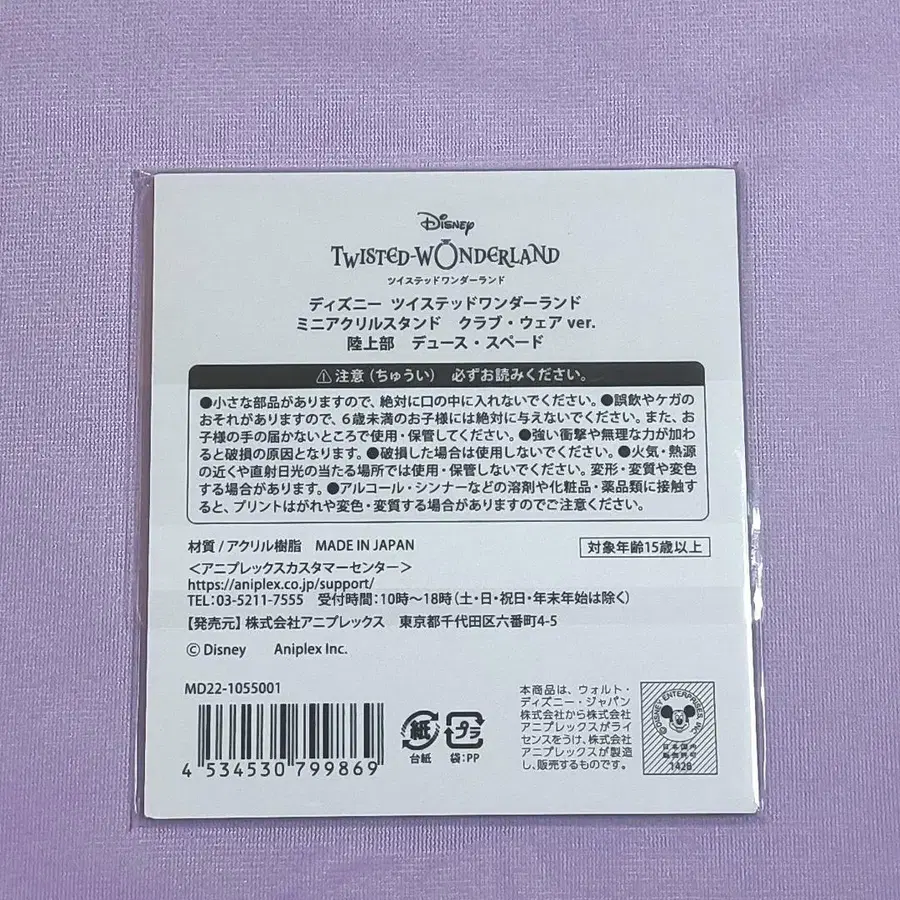 Disney
TWISTED-WONDERLAND
ツイステッドワンダーランド
ディズニー ツイステッドワンダーランド
ミニアクリルスタンド クラブ・ウェア ver.
陸上部 デュース・スペード
⚠注意（ちゅうい） 必ずお読みください。
●小さな部品がありますので、絶対に口の中に入れないでください。●誤飲やケガの
おそれがありますので、６歳未満のお子様には絶対に与えないでください。また、お
子様の手の届かないところで使用・保管してください。●強い衝撃や無理な力が加わ
ると破損の原因となります。●破損した場合は使用しないでください。●火気・熱源
の近くや直射日光の当たる場所では使用・保管しないでください。変形・変質や変色
する場合があります。●アルコール・シンナーなどの溶剤や化粧品・薬品類に接触す
ると、プリントはがれや変色・変質する場合がありますのでご注意ください。
材質 / アクリル樹脂 MADE IN JAPAN
対象年齢15歳以上
＜アニプレックスカスタマーセンター＞
https://aniplex.co.jp/support/
TEL：03-5211-7555 受付時間：10時～18時（土・日・祝日・年末年始は除く）
【発売元】株式会社アニプレックス 東京都千代田区六番町4-5
© Disney Aniplex Inc.
MD22-1055001
4 534530 799869
紙
台紙
プラ
袋：PP
本商品は、ウォルト・
ディズニー・ジャパン
株式会社から株式会社
アニプレックスがライ
センスをうけ、株式会社
アニプレックスが製造
し、販売するものです。
©DISNEY ENTERPRISES, INC.
日本国内
販売許可
1428